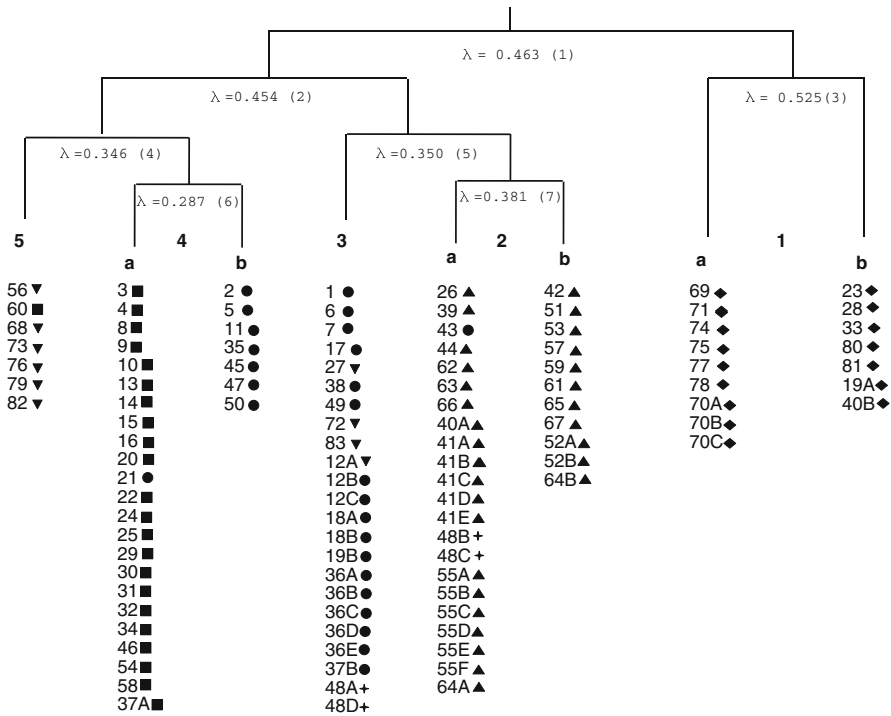 λ = 0.463 (1)
λ =0.454 (2)
λ = 0.525(3)
λ =0.346 (4)
λ =0.350 (5)
λ =0.287 (6)
λ =0.381 (7)
5
56
60
68
73
76
79
82
4
a
3
4
8
9
10
13
14
15
16
20
21
22
24
25
29
30
31
32
34
46
54
58
37A
b
2
5
11
35
45
47
50
3
1
6
7
17
27
38
49
72
83
12A
12B
12C
18A
18B
19B
36A
36B
36C
36D
36E
37B
48A
48D
2
a
26
39
43
44
62
63
66
40A
41A
41B
41C
41D
41E
48B
48C
55A
55B
55C
55D
55E
55F
64A
b
42
51
53
57
59
61
65
67
52A
52B
64B
1
a
69
71
74
75
77
78
70A
70B
70C
b
23
28
33
80
81
19A
40B